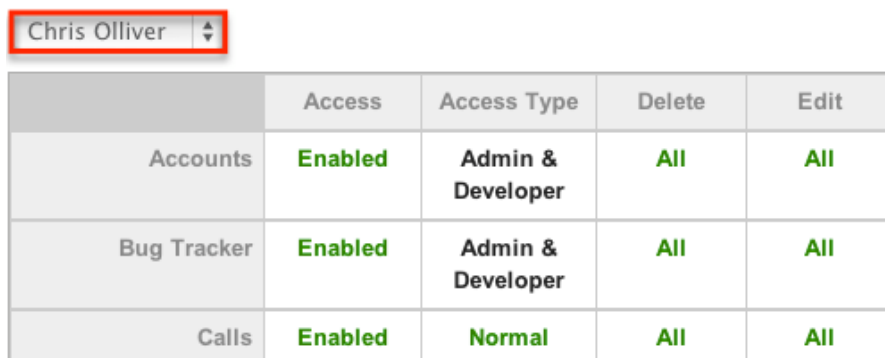 Chris Olliver
Access Access Type Delete Edit
Accounts Enabled Admin & All All
Developer
Bug Tracker Enabled Admin & All All
Developer
Calls Enabled Normal All All